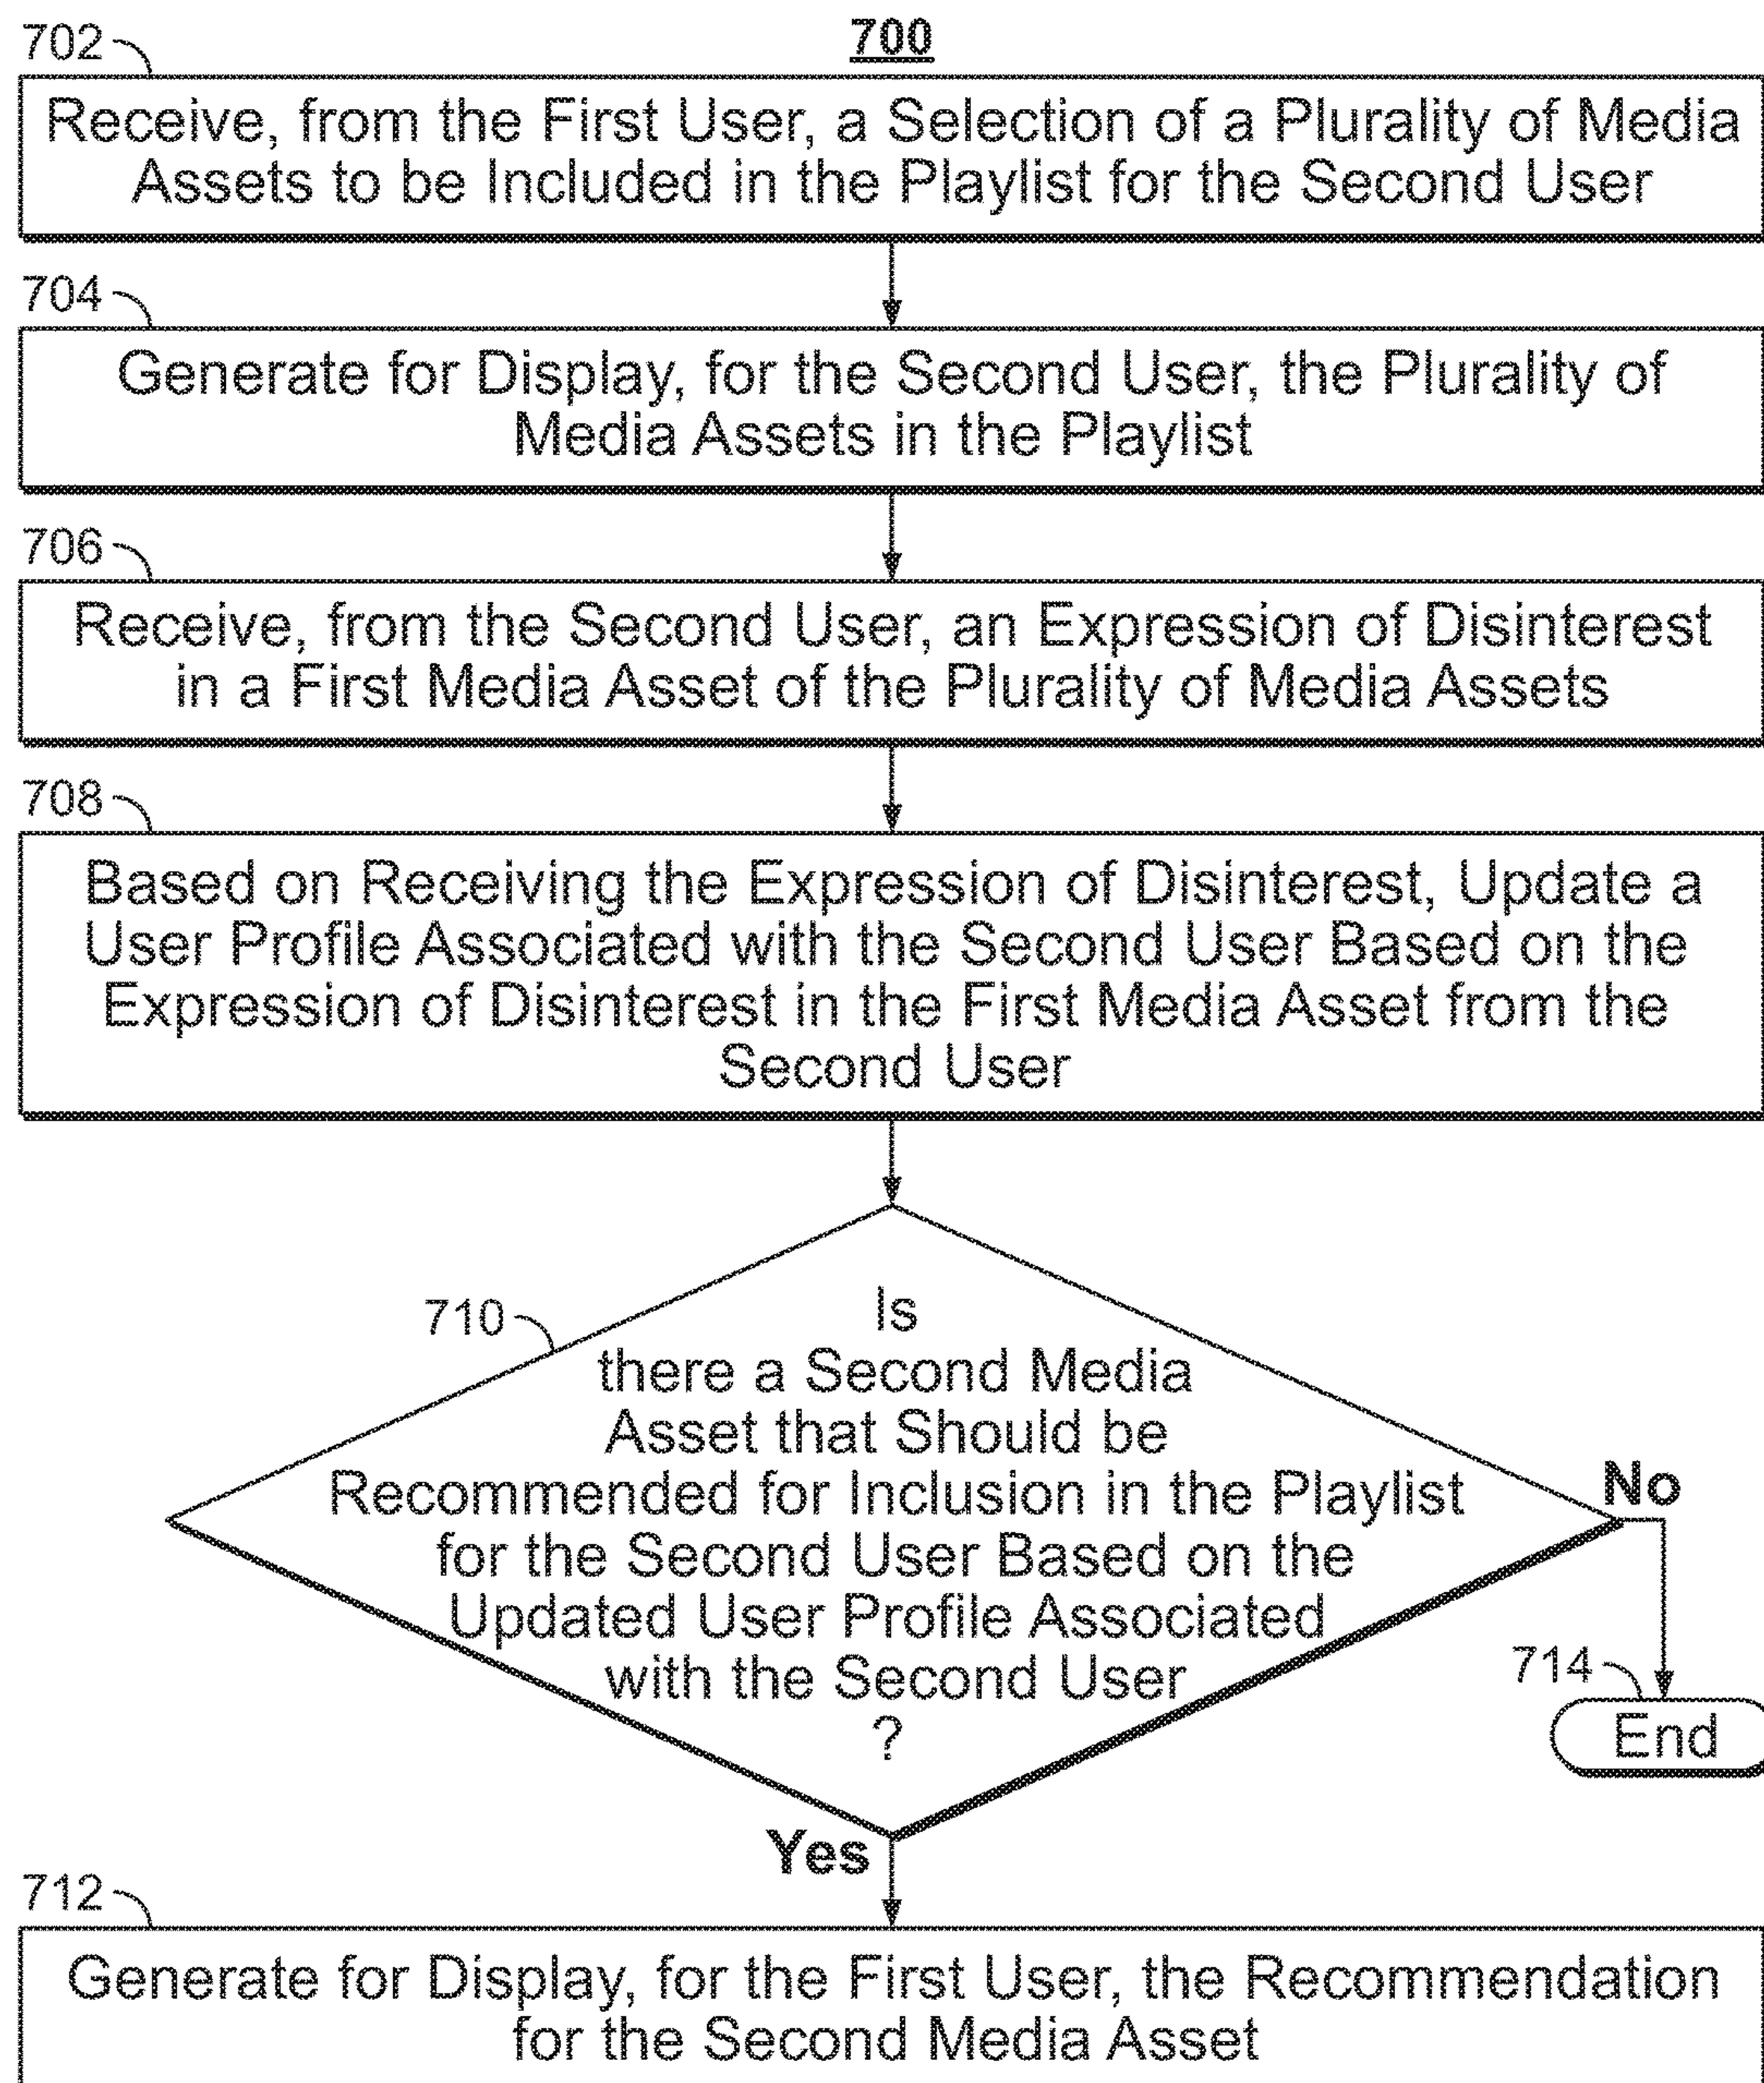 700
702
Receive, from the First User, a Selection of a Plurality of Media
Assets to be Included in the Playlist for the Second User
704
Generate for Display, for the Second User, the Plurality of
Media Assets in the Playlist
706
Receive, from the Second User, an Expression of Disinterest
in a First Media Asset of the Plurality of Media Assets
708
Based on Receiving the Expression of Disinterest, Update a
User Profile Associated with the Second User Based on the
Expression of Disinterest in the First Media Asset from the
Second User
710
Is
there a Second Media
Asset that Should be
Recommended for Inclusion in the Playlist
for the Second User Based on the
Updated User Profile Associated
with the Second User
?
No
714
End
Yes
712
Generate for Display, for the First User, the Recommendation
for the Second Media Asset